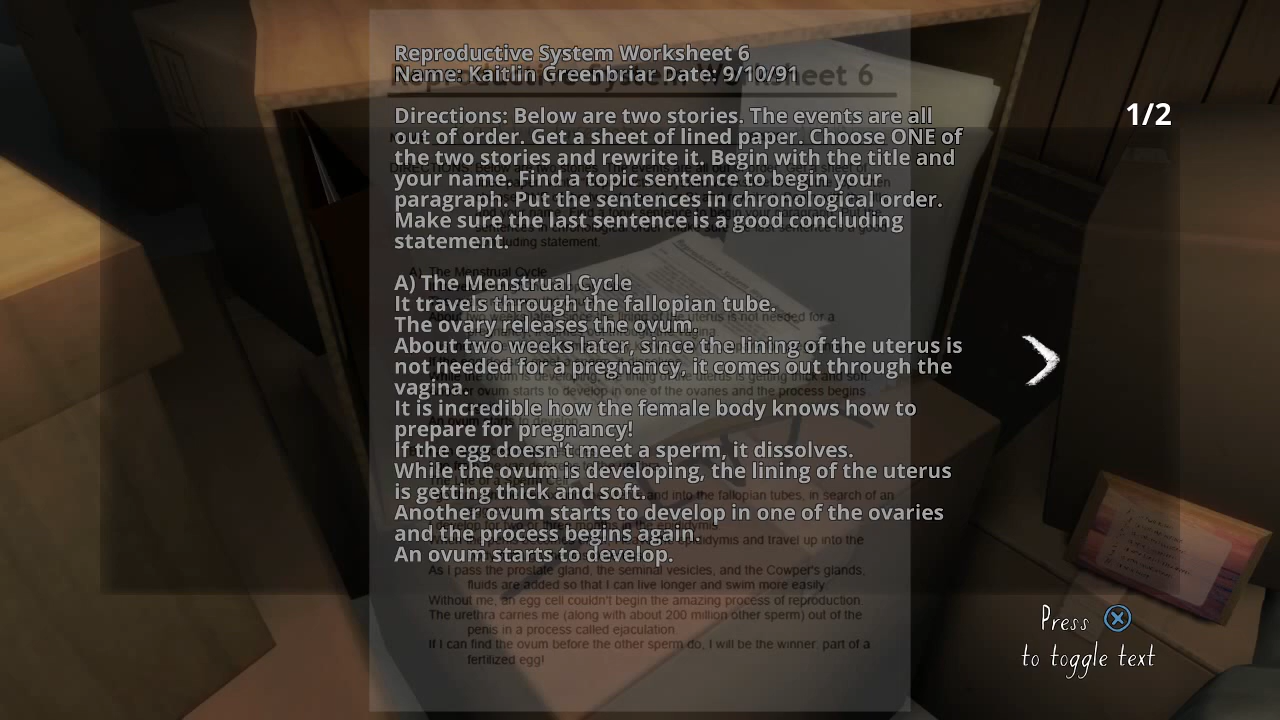 Reproductive System Worksheet 6
Name: Kaitlin Greenbriar Date: 9/10/91
Directions: Below are two stories. The events are all
out of order. Get a sheet of lined paper. Choose ONE of
the two stories and rewrite it. Begin with the title and
your name. Find a topic sentence to begin your
paragraph. Put the sentences in chronological order.
Make sure the last sentence is a good concluding
statement.
A) The Menstrual Cycle
It travels through the fallopian tube.
The ovary releases the ovum.
About two weeks later, since the lining of the uterus is
not needed for a pregnancy, it comes out through the
vagina.
It is incredible how the female body knows how to
prepare for pregnancy!
If the egg doesn't meet a sperm, it dissolves.
While the ovum is developing, the lining of the uterus
is getting thick and soft.
Another ovum starts to develop in one of the ovaries
and the process begins again.
An ovum starts to develop.
As I pass the prostate gland, the seminal vesicles, and the Cowper's glands,
fluids are added so that I can live longer and swim more easily.
Without me, an egg cell couldn't begin the amazing process of reproduction.
The urethra carries me (along with about 200 million other sperm) out of the
penis in a process called ejaculation.
If I can find the ovum before the other sperm do, I will be the winner: part of a
fertilized egg!
1/2
Press
to toggle text